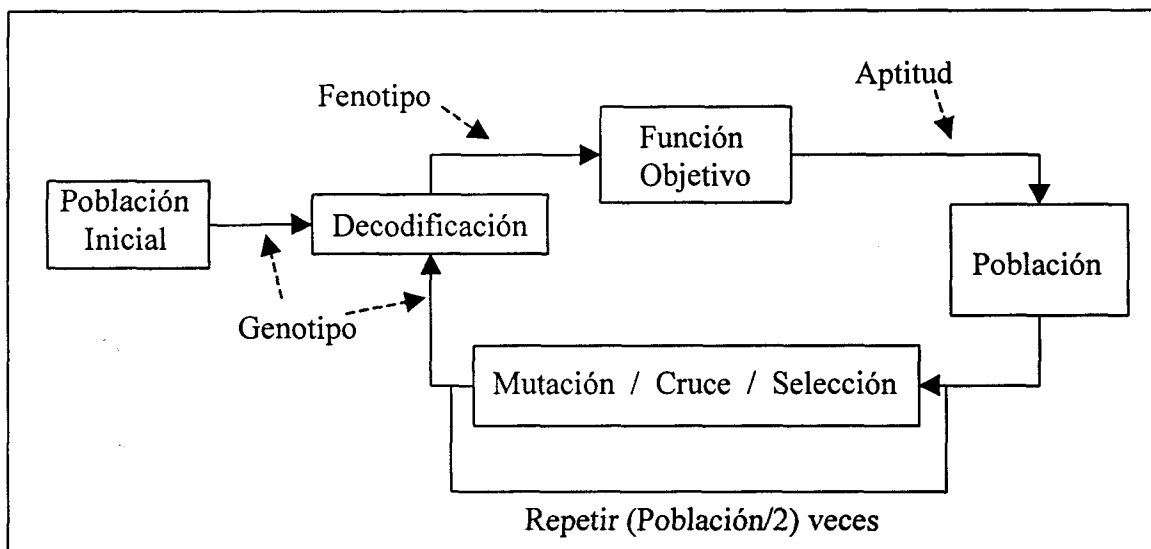 Aptitud
Fenotipo
Función
Objetivo
Población
Inicial
Decodificación
Población
Genotipo
Mutación / Cruce / Selección
Repetir (Población/2) veces